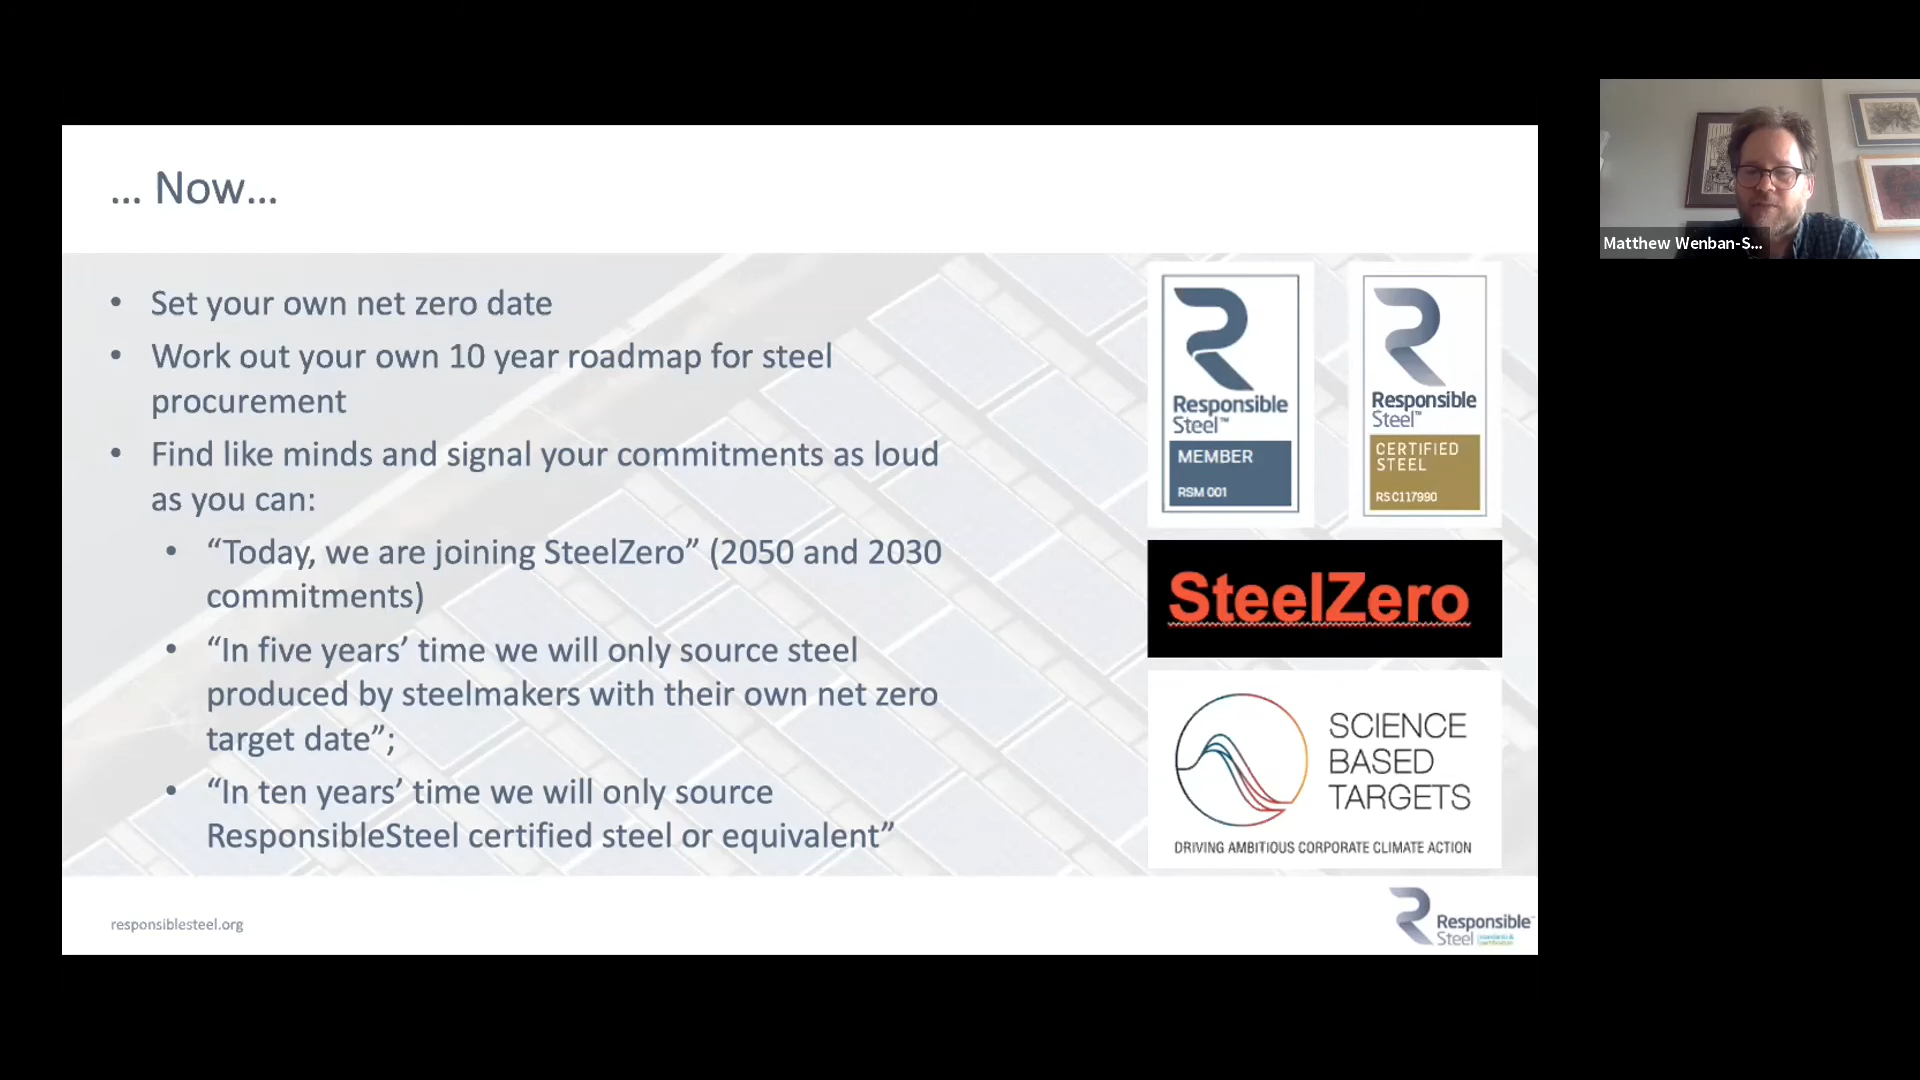 ... Now...
• Set your own net zero date
• Work out your own 10 year roadmap for steel
procurement
• Find like minds and signal your commitments as loud
as you can:
• “Today, we are joining SteelZero” (2050 and 2030
commitments)
• “In five years’ time we will only source steel
produced by steelmakers with their own net zero
target date”;
• “In ten years’ time we will only source
ResponsibleSteel certified steel or equivalent”
Responsible
Steel™
MEMBER
RSM 001
Responsible
Steel™
CERTIFIED
STEEL
RSC117990
SteelZero
SCIENCE
BASED
TARGETS
DRIVING AMBITIOUS CORPORATE CLIMATE ACTION
responsiblesteel.org
Responsible™
Steel
standards &
certification
Matthew Wenban-S...